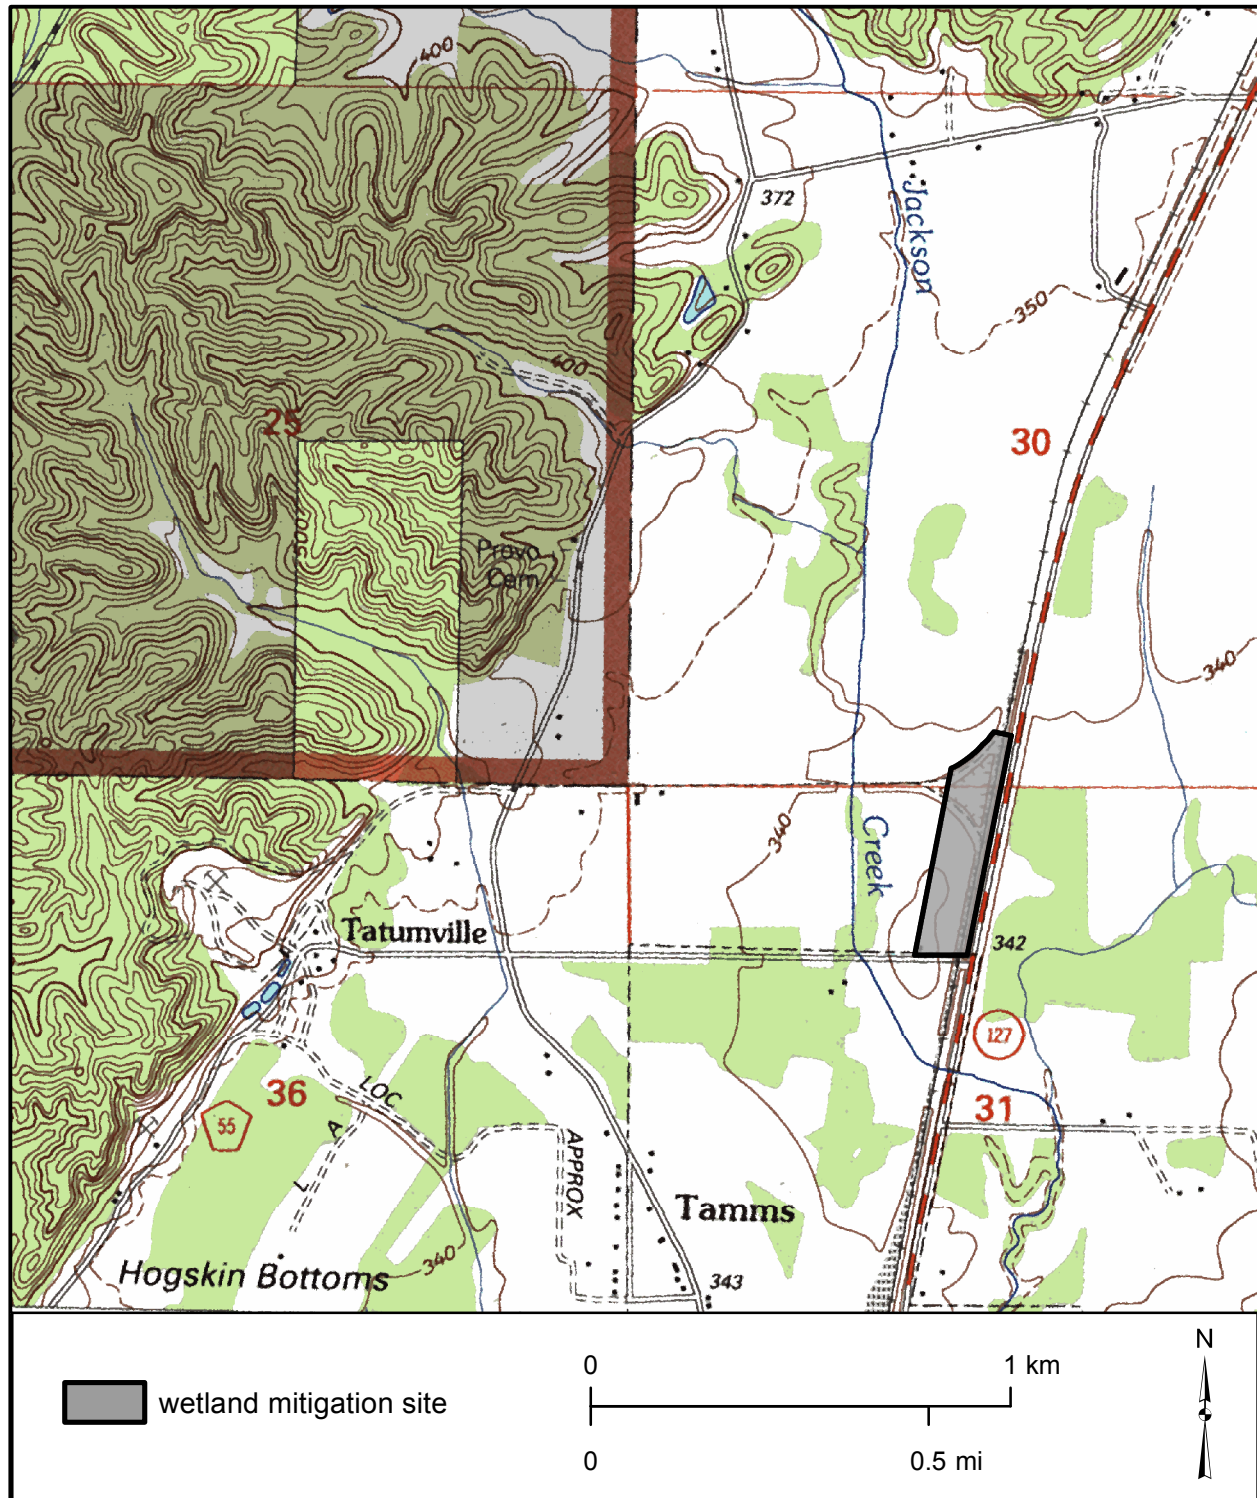 400
372
Jackson
350
400
25
30
500
Provo
Cem
340
340
Creek
Tatumville
342
127
36
LOC
55
A
L
31
APPROX
Tamms
Hogskin Bottoms
340
343
N
0 1 km
wetland mitigation site
0 0.5 mi